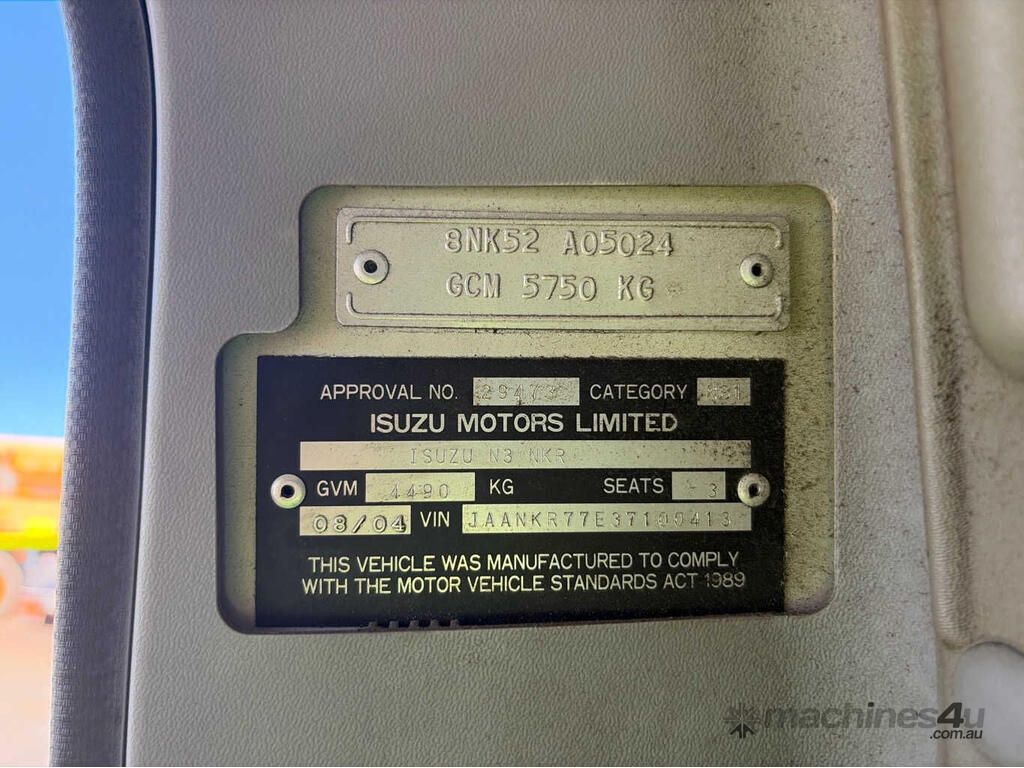 8NK52 A05024
GCM 5750 KG
APPROVAL NO. 29473 CATEGORY
ISUZU MOTORS LIMITED
ISUZU N3 NKR
GVM 4490 KG SEATS 3
08/04 VIN JAANKR77E37100413
THIS VEHICLE WAS MANUFACTURED TO COMPLY
WITH THE MOTOR VEHICLE STANDARDS ACT 1989
machines4u
.com.au